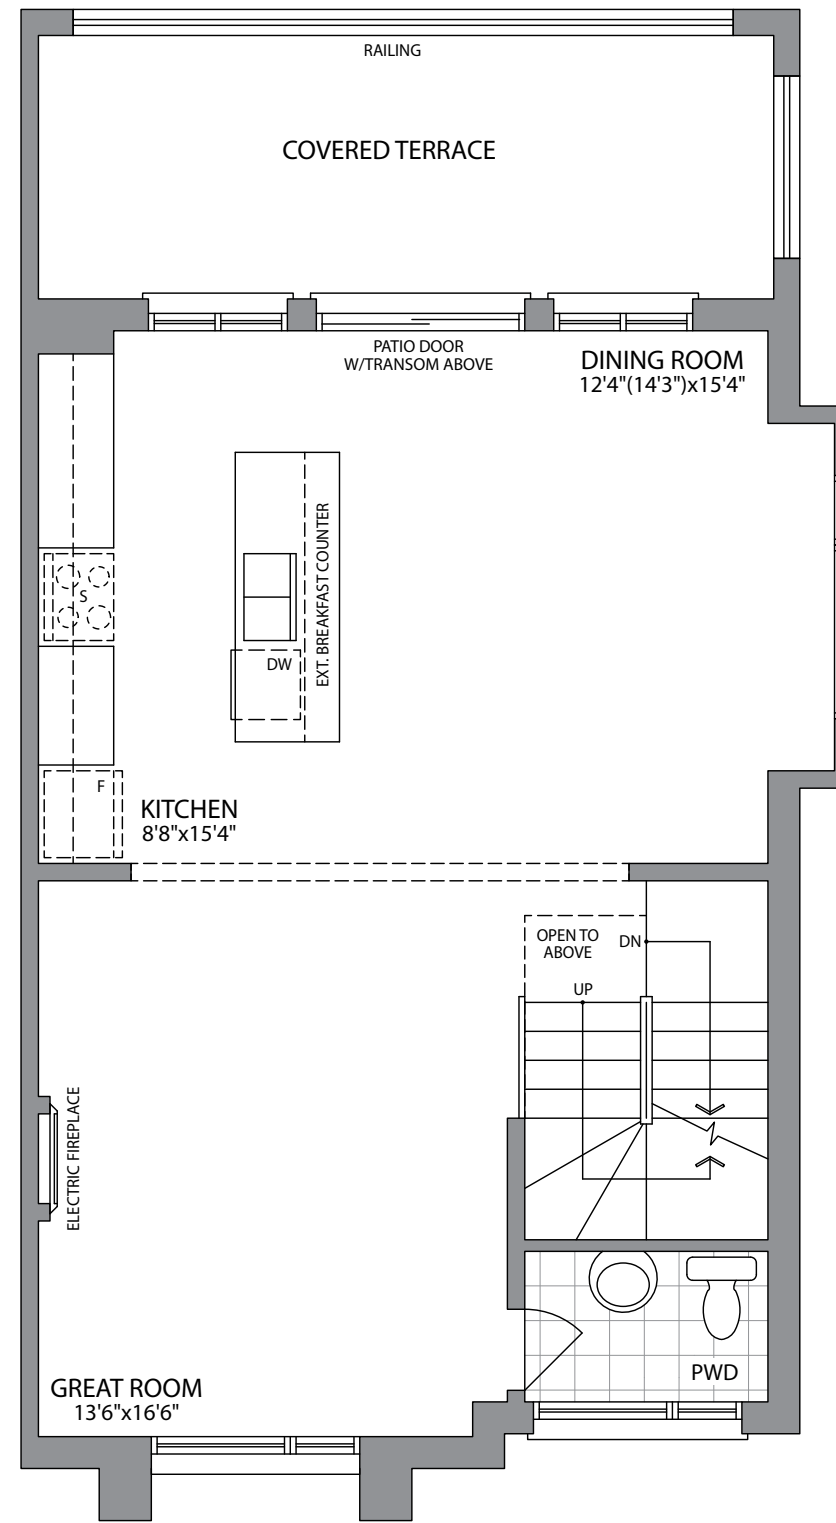 RAILING
COVERED TERRACE
PATIO DOOR
W/TRANSOM ABOVE
DINING ROOM
12'4"(14'3")x15'4"
EXT. BREAKFAST COUNTER
S
DW
F
KITCHEN
8'8"x15'4"
OPEN TO
ABOVE
DN
UP
ELECTRIC FIREPLACE
GREAT ROOM
13'6"x16'6"
PWD